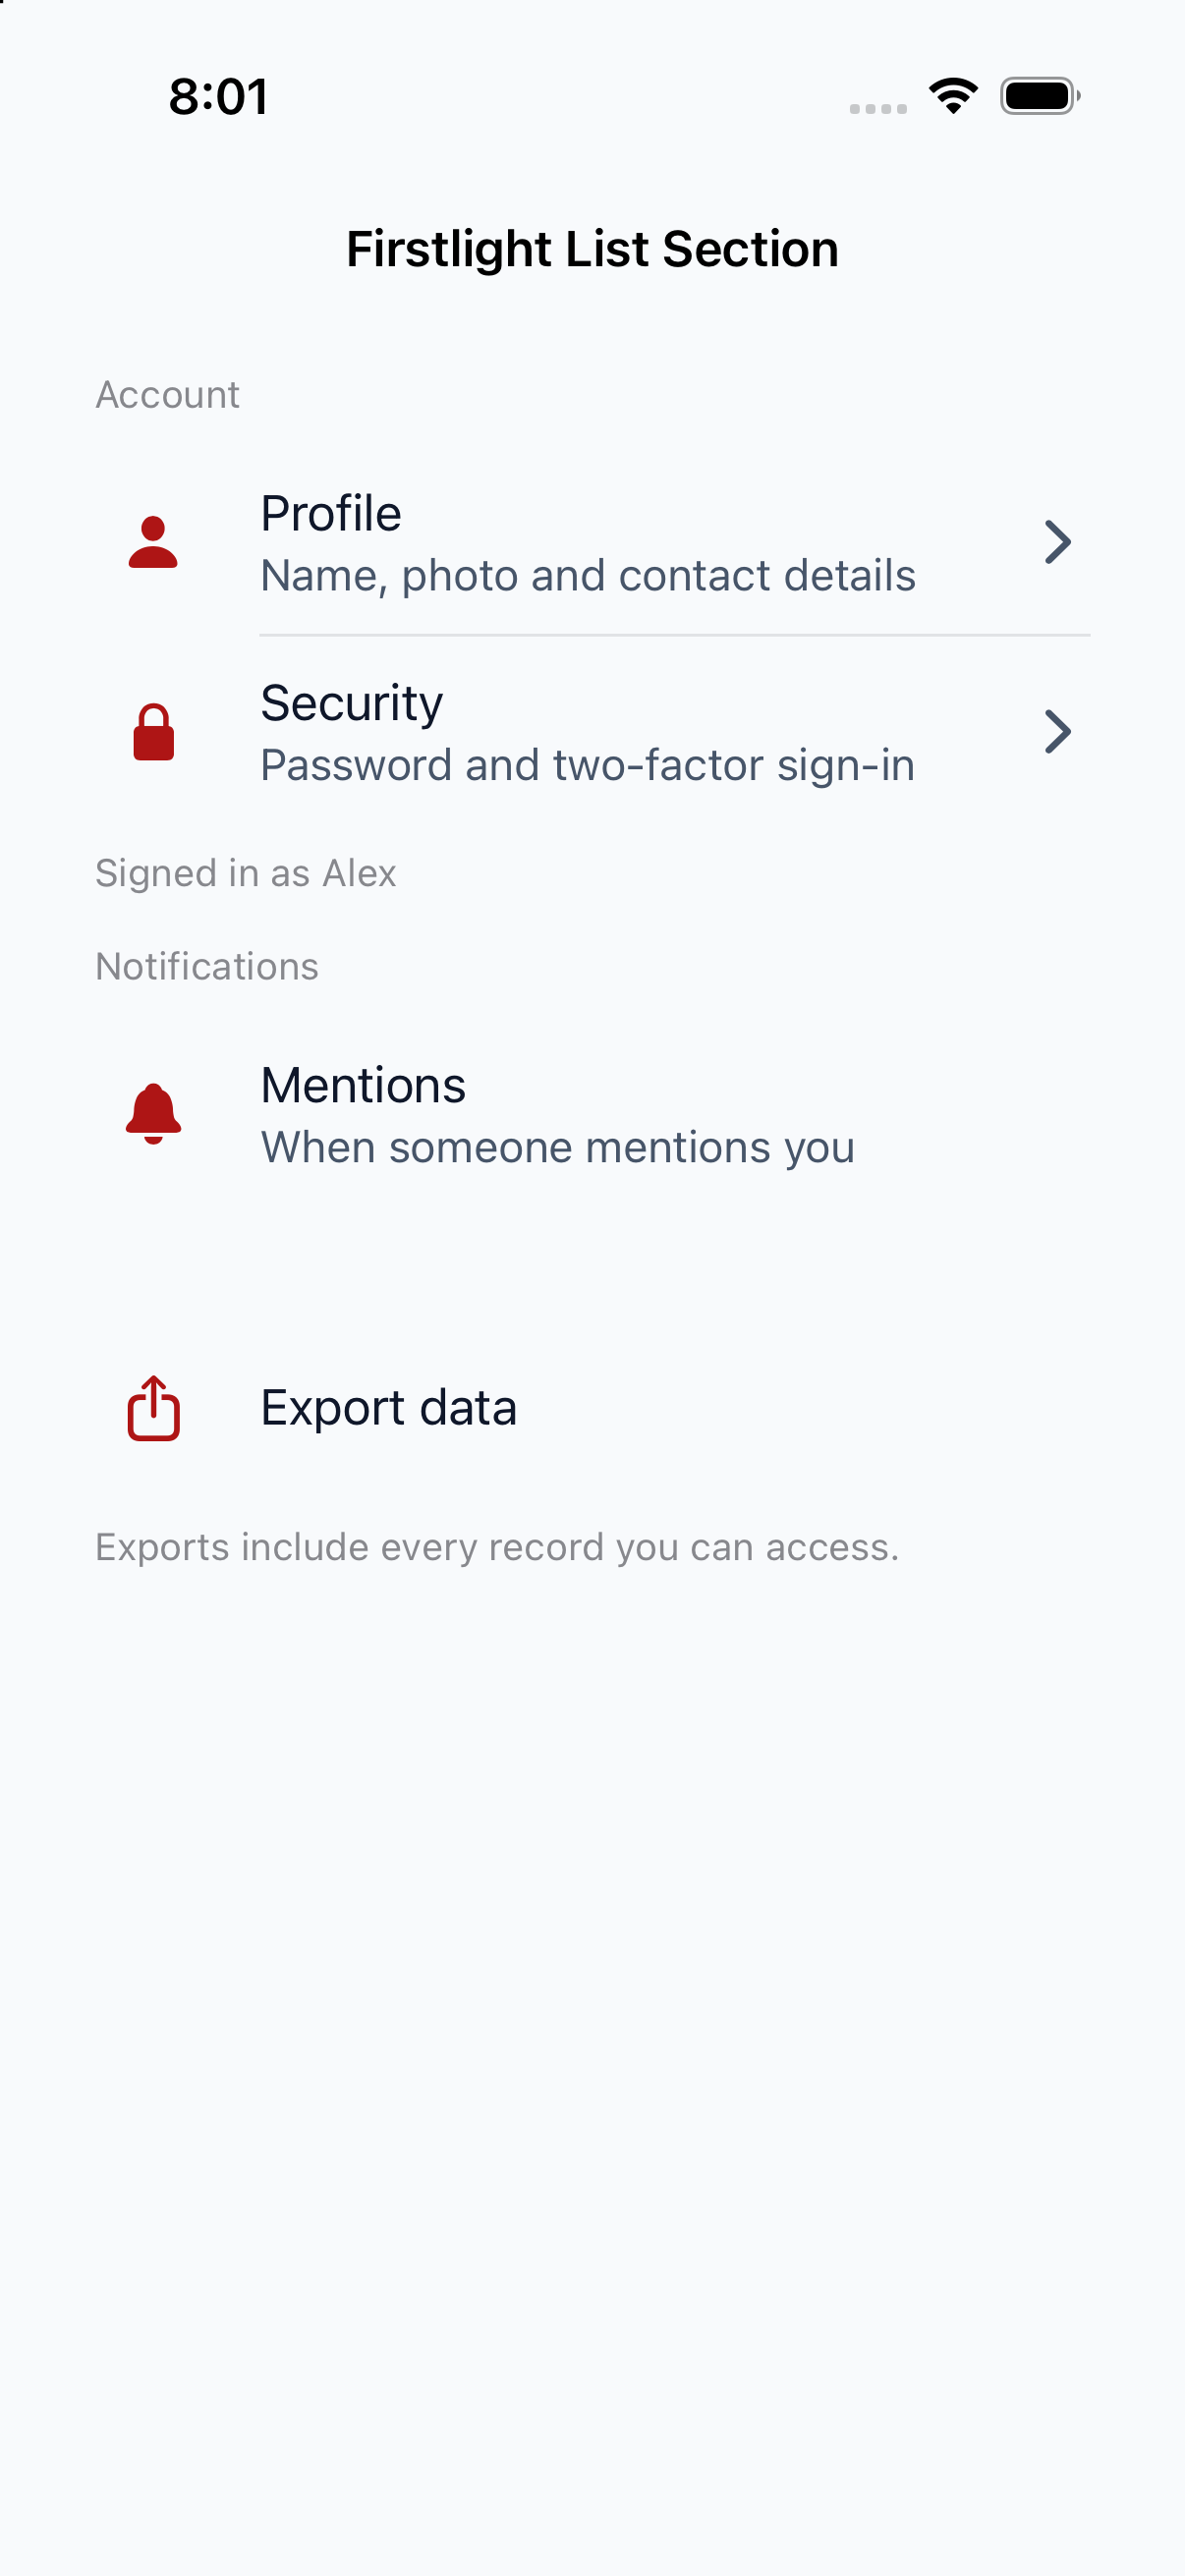 8:01
Firstlight List Section
Account
Profile
Name, photo and contact details
Security
Password and two-factor sign-in
Signed in as Alex
Notifications
Mentions
When someone mentions you
Export data
Exports include every record you can access.